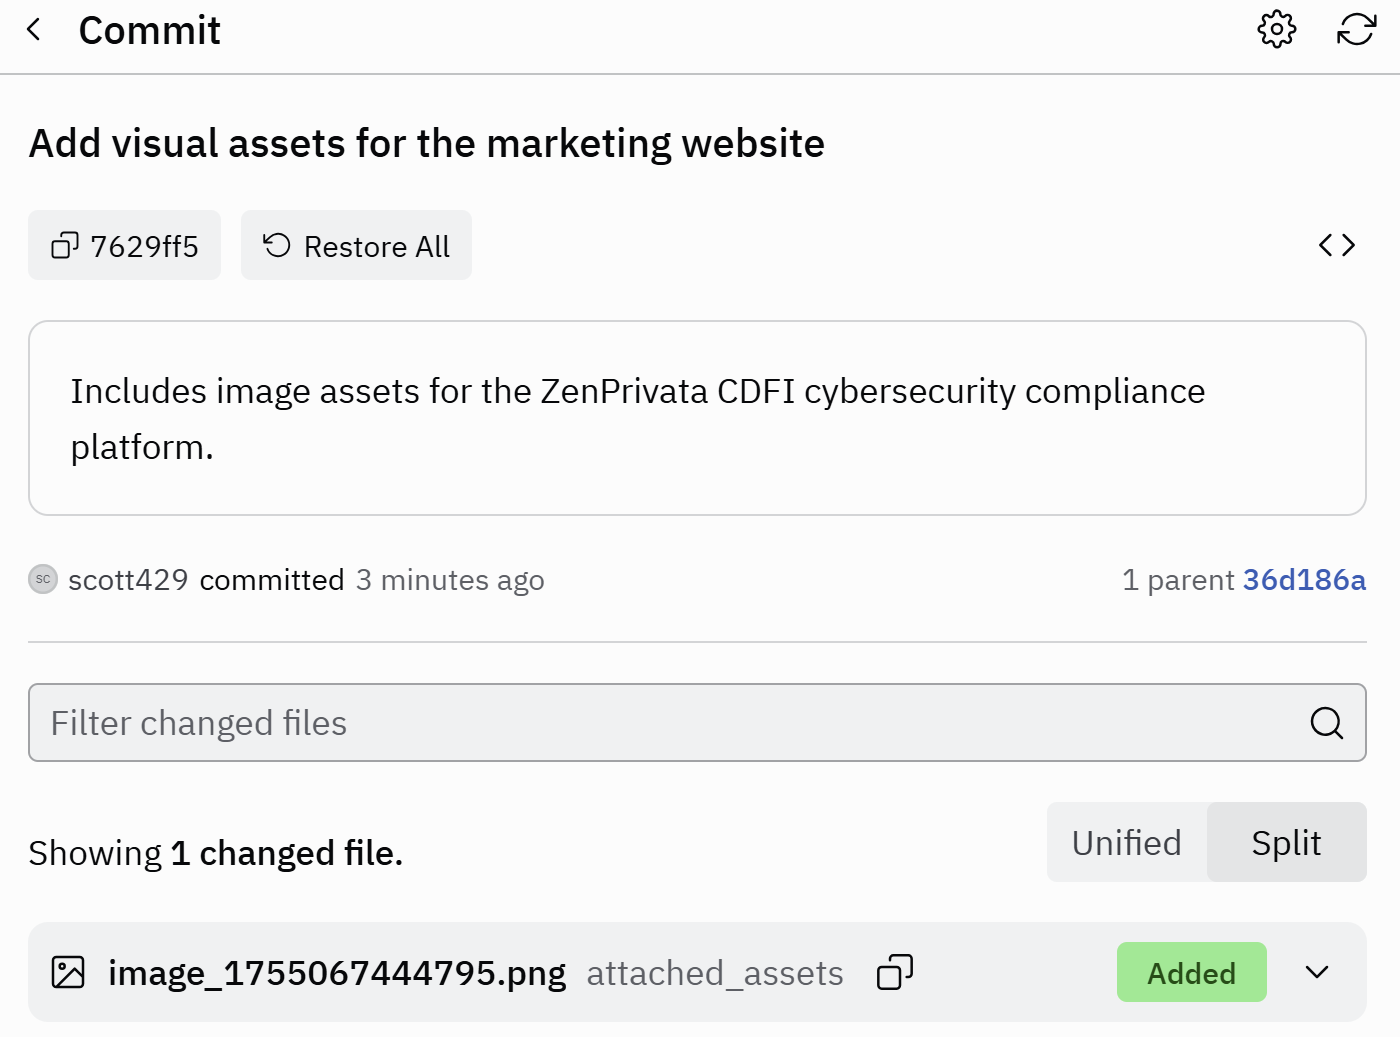 Commit
Add visual assets for the marketing website
7629ff5 Restore All
Includes image assets for the ZenPrivata CDFI cybersecurity compliance
platform.
SC scott429 committed 3 minutes ago 1 parent 36d186a
Filter changed files
Showing 1 changed file. Unified Split
image_1755067444795.png attached_assets Added